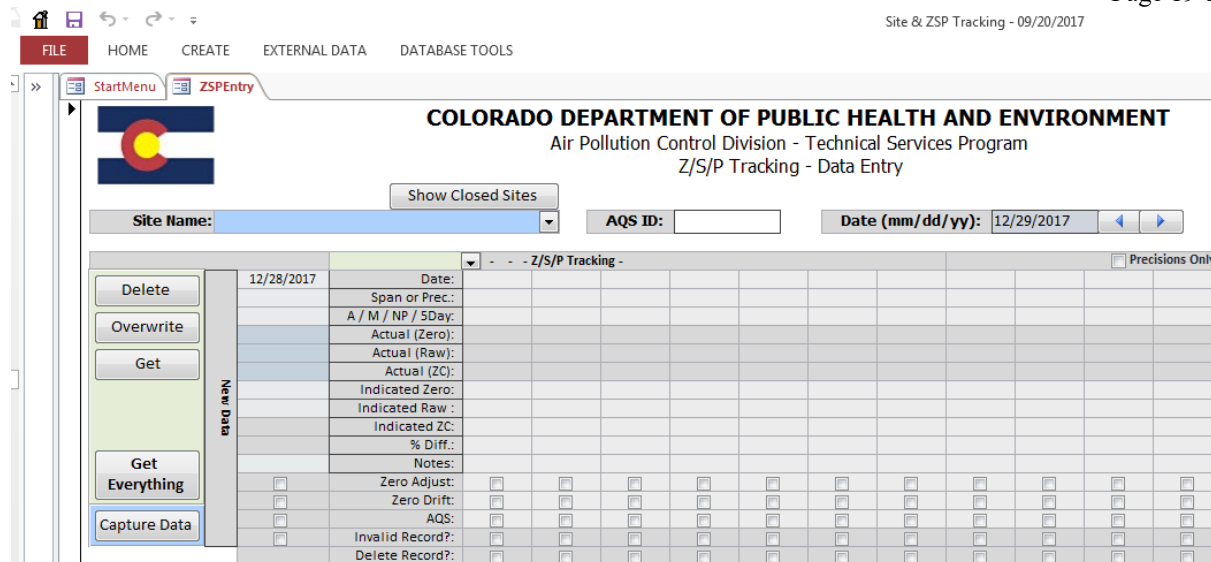 Site & ZSP Tracking - 09/20/2017
FILE HOME CREATE EXTERNAL DATA DATABASE TOOLS
StartMenu ZSPEntry
COLORADO DEPARTMENT OF PUBLIC HEALTH AND ENVIRONMENT
Air Pollution Control Division - Technical Services Program
Z/S/P Tracking - Data Entry
Show Closed Sites
Site Name: AQS ID: Date (mm/dd/yy): 12/29/2017
- - - Z/S/P Tracking - Precisions Only
Delete
Overwrite
Get
Get
Everything
Capture Data
New Data
12/28/2017 Date:
Span or Prec.:
A / M / NP / 5Day:
Actual (Zero):
Actual (Raw):
Actual (ZC):
Indicated Zero:
Indicated Raw :
Indicated ZC:
% Diff.:
Notes:
Zero Adjust:
Zero Drift:
AQS:
Invalid Record?:
Delete Record?: